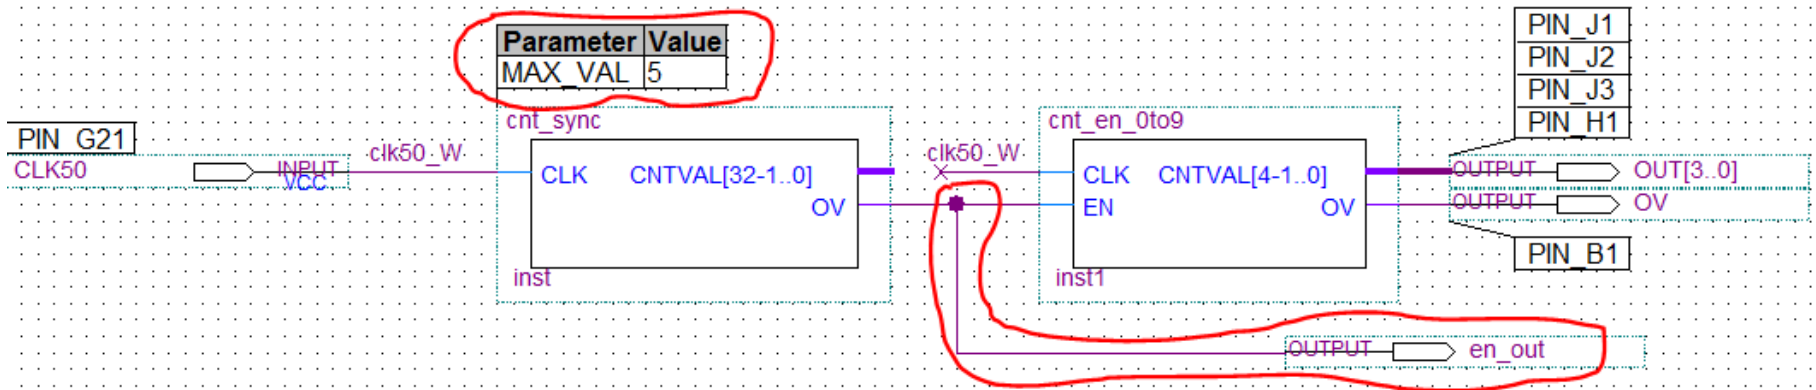 Parameter Value
MAX_VAL 5
PIN_J1
PIN_J2
PIN_J3
PIN_H1
PIN_G21
CLK50
INPUT
VCC
clk50_W
cnt_sync
CLK CNTVAL[32-1..0]
OV
inst
clk50_W
cnt_en_0to9
CLK CNTVAL[4-1..0]
EN OV
inst1
OUTPUT OUT[3..0]
OUTPUT OV
PIN_B1
OUTPUT en_out